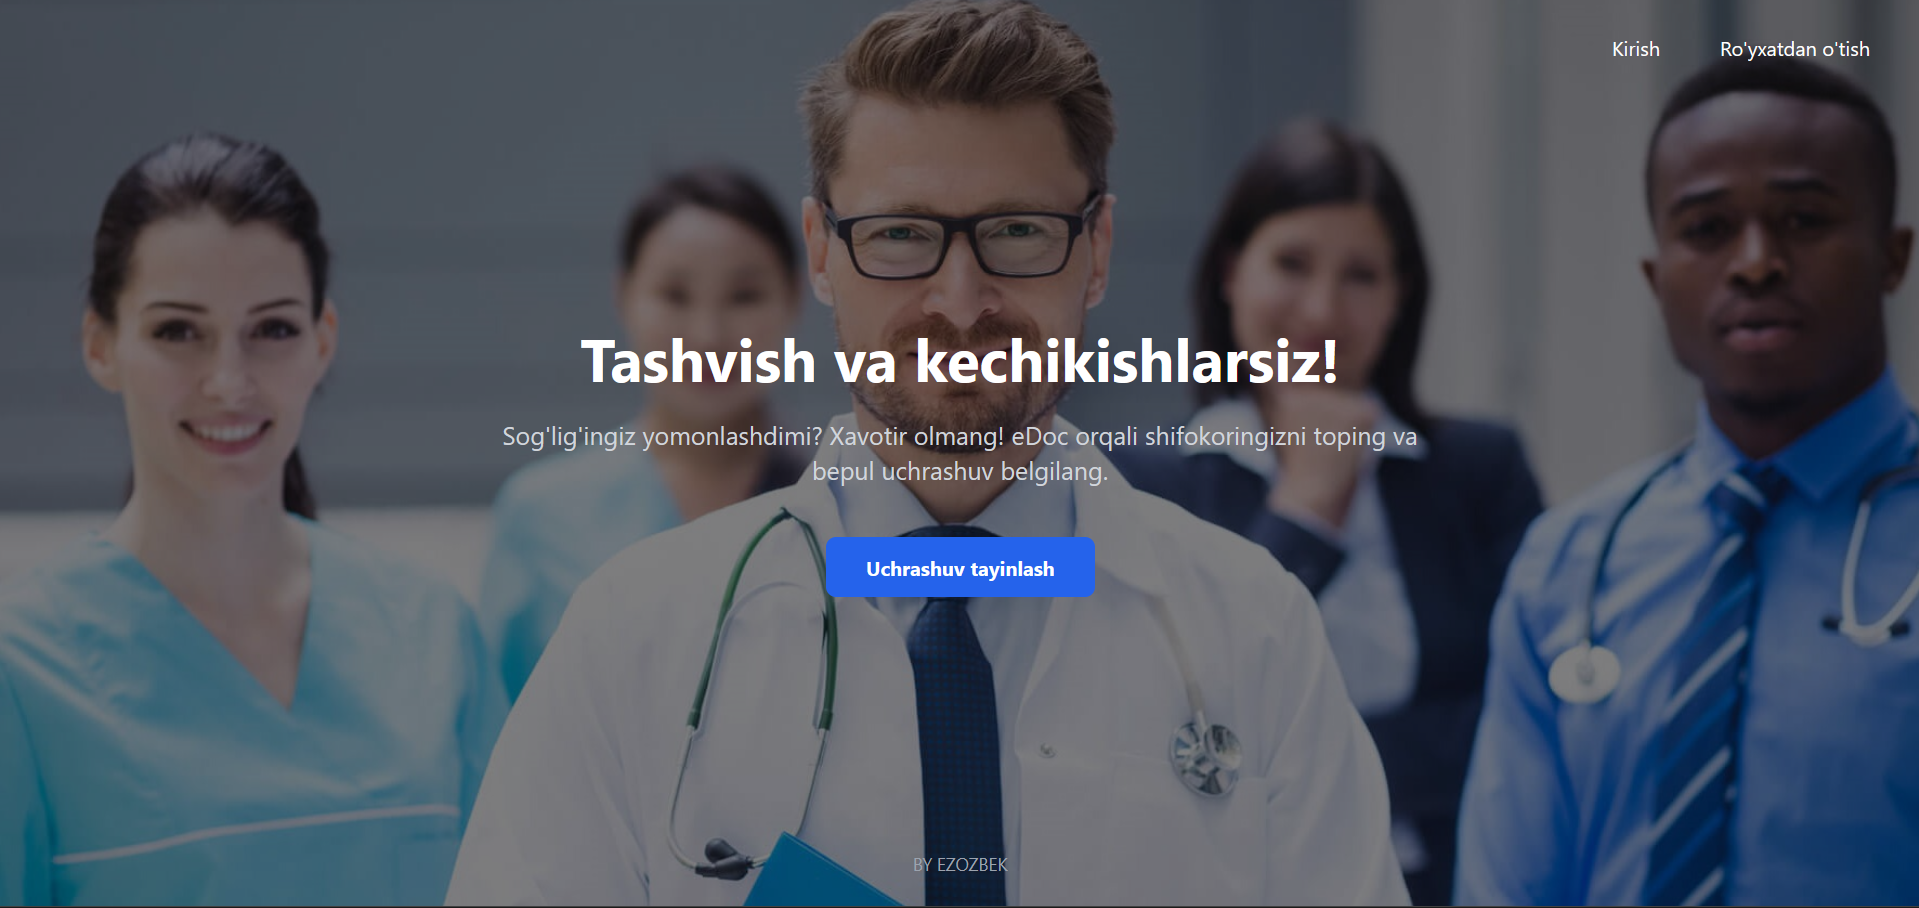 Kirish
Ro'yxatdan o'tish
Tashvish va kechikishlarsiz!
Sog'lig'ingiz yomonlashdimi? Xavotir olmang! eDoc orqali shifokoringizni toping va
bepul uchrashuv belgilang.
Uchrashuv tayinlash
BY EZOZBEK